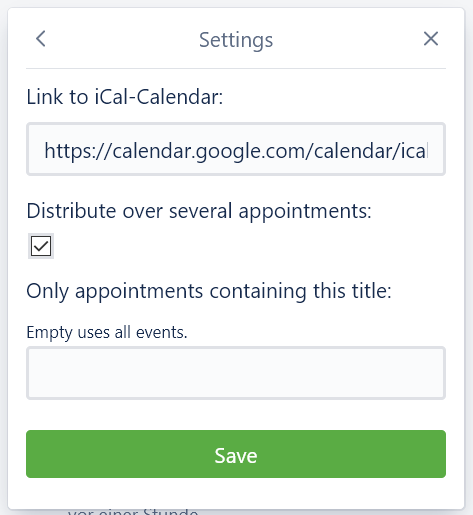 Settings
Link to iCal-Calendar:
https://calendar.google.com/calendar/ical
Distribute over several appointments:
Only appointments containing this title:
Empty uses all events.
Save
vor einer Stunde